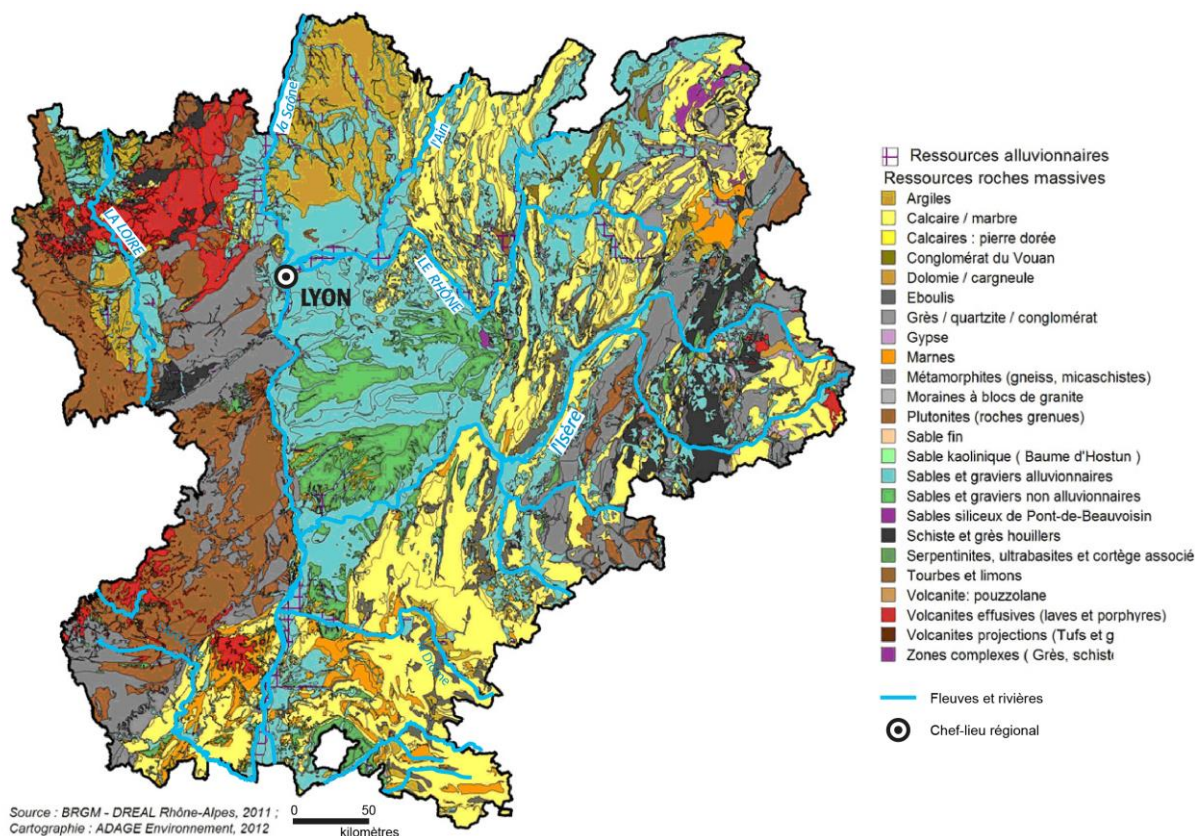 la Saône
l'Ain
LA LOIRE
LYON
LE RHÔNE
l'Isère
Drôme
Ressources alluvionnaires
Ressources roches massives
Argiles
Calcaire / marbre
Calcaires : pierre dorée
Conglomérat du Vouan
Dolomie / cargneule
Eboulis
Grès / quartzite / conglomérat
Gypse
Marnes
Métamorphites (gneiss, micaschistes)
Moraines à blocs de granite
Plutonites (roches grenues)
Sable fin
Sable kaolinique ( Baume d'Hostun )
Sables et graviers alluvionnaires
Sables et graviers non alluvionnaires
Sables siliceux de Pont-de-Beauvoisin
Schiste et grès houillers
Serpentinites, ultrabasites et cortège associé
Tourbes et limons
Volcanite: pouzzolane
Volcanites effusives (laves et porphyres)
Volcanites projections (Tufs et g
Zones complexes ( Grès, schist
Fleuves et rivières
Chef-lieu régional
Source : BRGM - DREAL Rhône-Alpes, 2011 ;
Cartographie : ADAGE Environnement, 2012
0 50
kilomètres